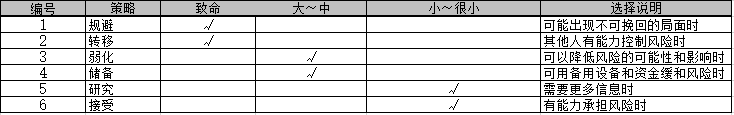 编号 策略 致命 大～中 小～很小 选择说明
1 规避 √ 可能出现不可挽回的局面时
2 转移 √ 其他人有能力控制风险时
3 弱化 √ 可以降低风险的可能性和影响时
4 储备 √ 可用备用设备和资金缓和风险时
5 研究 √ 需要更多信息时
6 接受 √ 有能力承担风险时